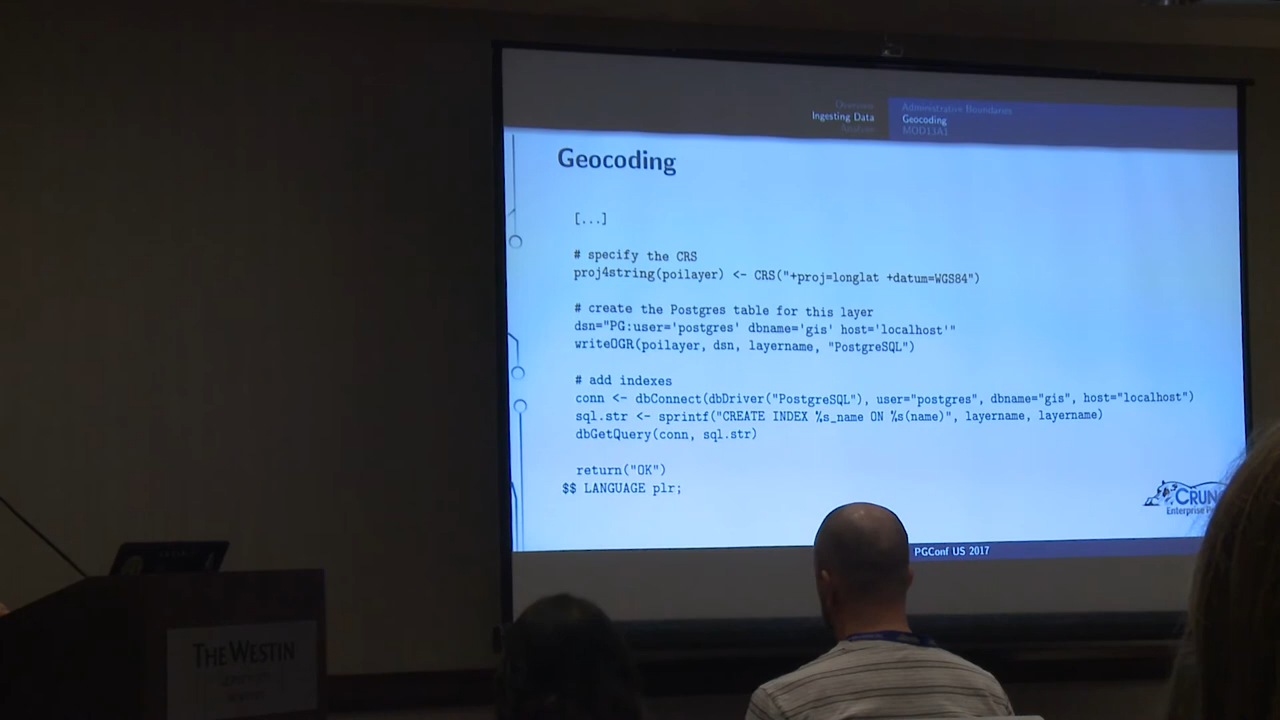 Overview
Ingesting Data
Analysis
Administrative Boundaries
Geocoding
MOD13A1
Geocoding
[...]
# specify the CRS
proj4string(poilayer) <- CRS("+proj=longlat +datum=WGS84")
# create the Postgres table for this layer
dsn="PG:user='postgres' dbname='gis' host='localhost'"
writeOGR(poilayer, dsn, layername, "PostgreSQL")
# add indexes
conn <- dbConnect(dbDriver("PostgreSQL"), user="postgres", dbname="gis", host="localhost")
sql.str <- sprintf("CREATE INDEX %s_name ON %s(name)", layername, layername)
dbGetQuery(conn, sql.str)
return("OK")
$$ LANGUAGE plr;
CRUN
Enterprise P
PGConf US 2017
THE WESTIN